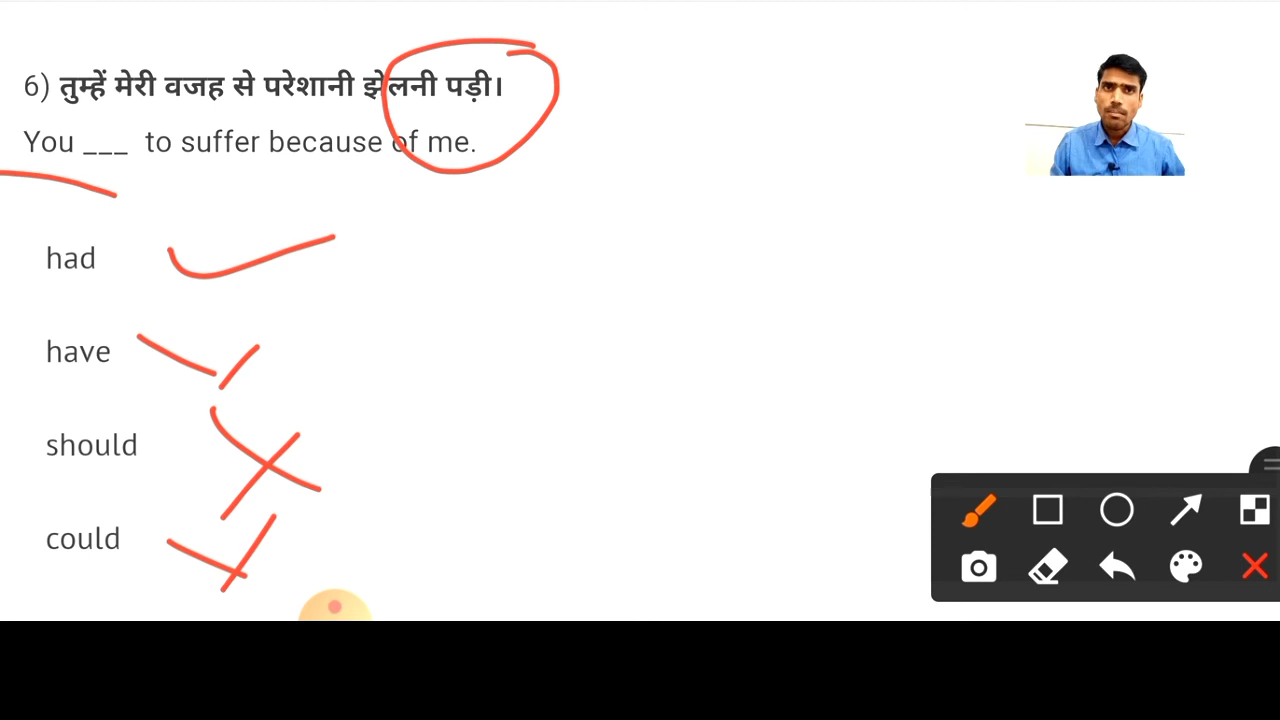 6) तुम्हें मेरी वजह से परेशानी झेलनी पड़ी।
You ___ to suffer because of me.
had
have
should
could